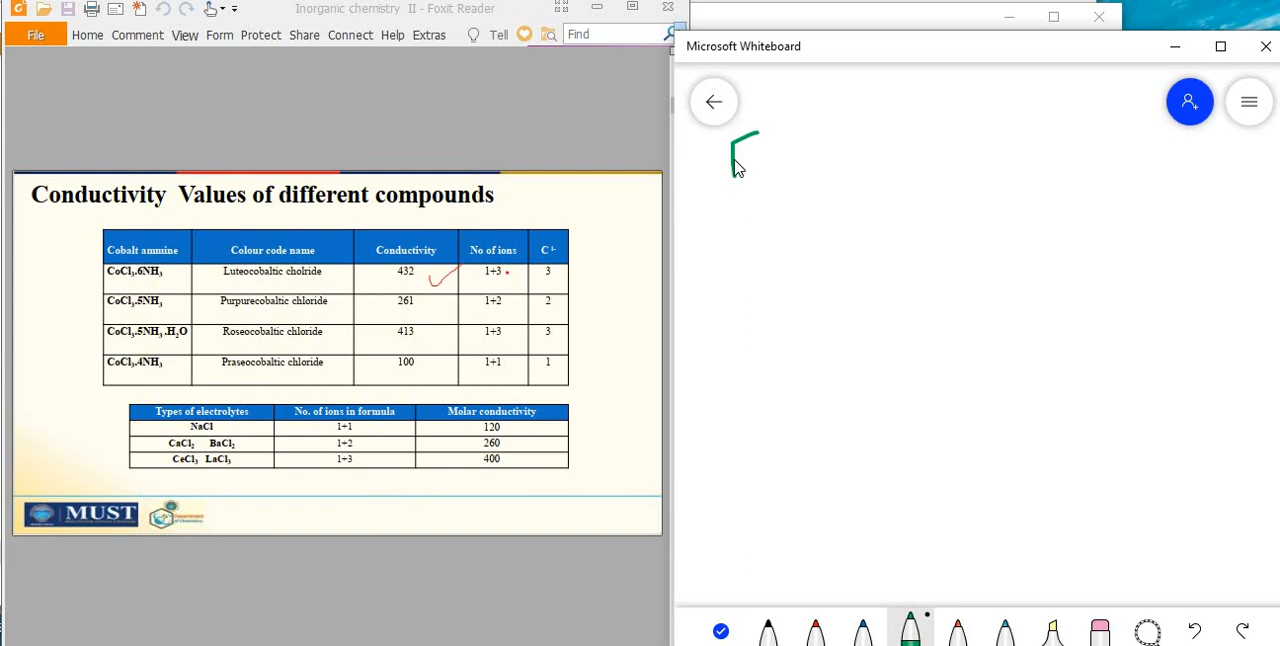 Inorganic chemistry II - Foxit Reader
File Home Comment View Form Protect Share Connect Help Extras Tell Find
Microsoft Whiteboard
Conductivity Values of different compounds
Cobalt ammine Colour code name Conductivity No of ions Cl-
CoCl3.6NH3 Luteocobaltic cholride 432 1+3 3
CoCl3.5NH3 Purpurecobaltic chloride 261 1+2 2
CoCl3.5NH3.H2O Roseocobaltic chloride 413 1+3 3
CoCl3.4NH3 Praseocobaltic chloride 100 1+1 1
Types of electrolytes No. of ions in formula Molar conductivity
NaCl 1+1 120
CaCl2 BaCl2 1+2 260
CeCl3 LaCl3 1+3 400
MUST